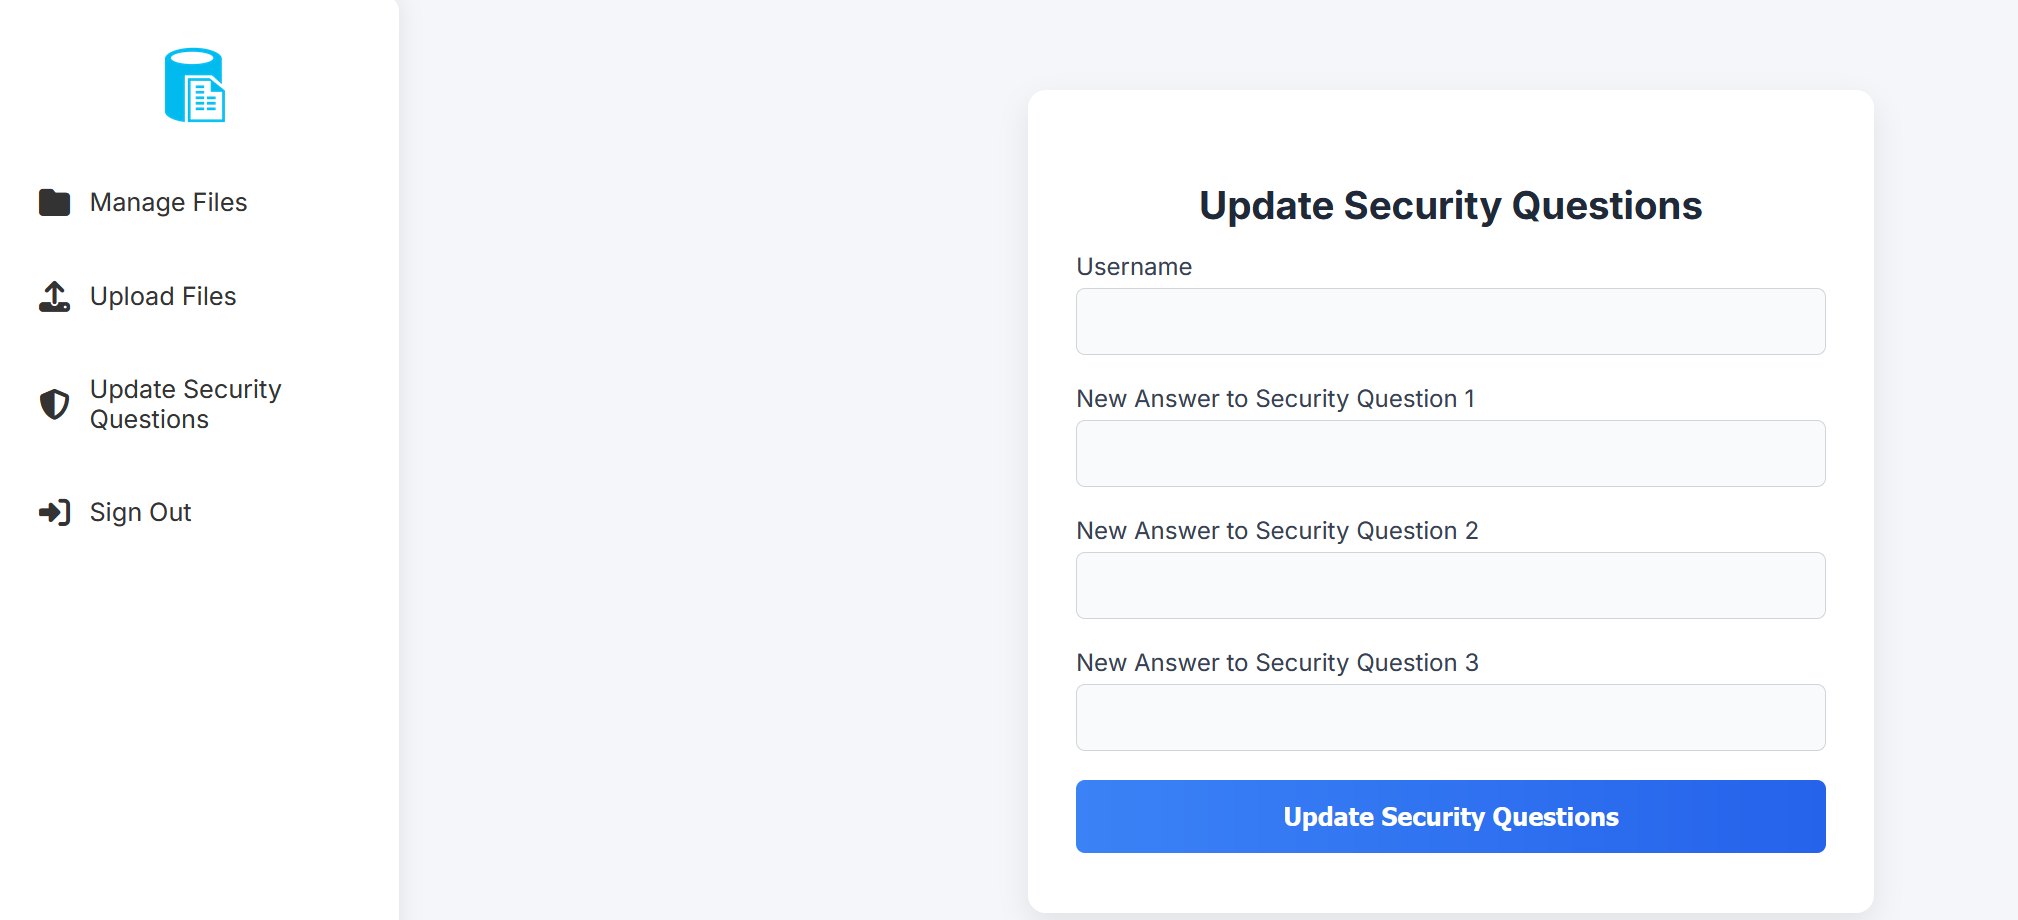 Manage Files
Upload Files
Update Security
Questions
Sign Out
Update Security Questions
Username
New Answer to Security Question 1
New Answer to Security Question 2
New Answer to Security Question 3
Update Security Questions